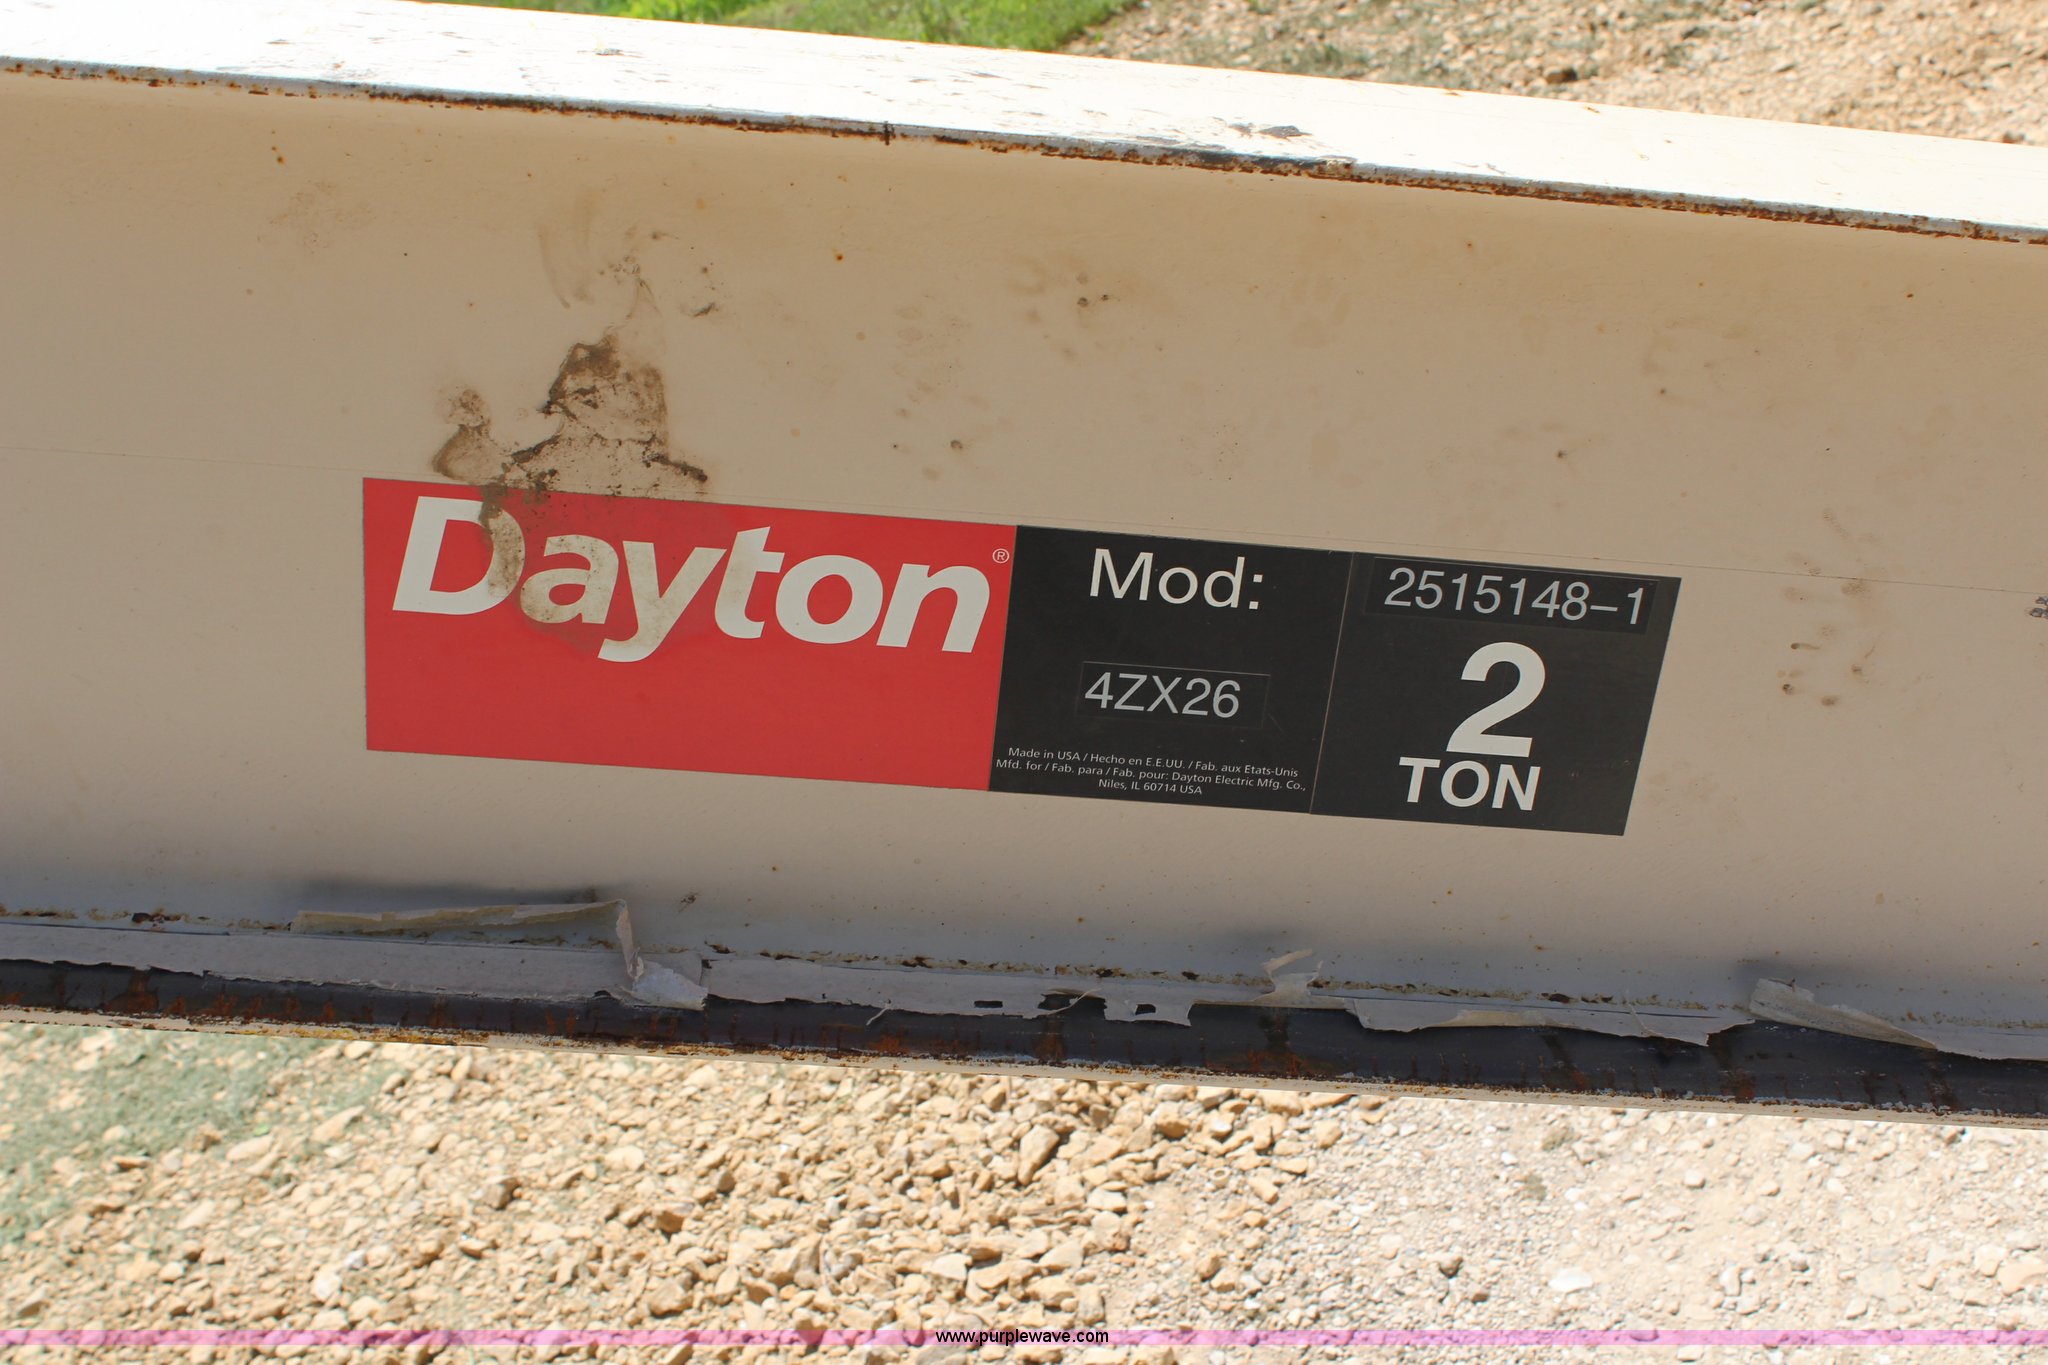 Dayton®
Mod:
4ZX26
Made in USA / Hecho en E.E.UU. / Fab. aux Etats-Unis
Mfd. for / Fab. para / Fab. pour: Dayton Electric Mfg. Co.,
Niles, IL 60714 USA
2515148-1
2
TON
www.purplewave.com